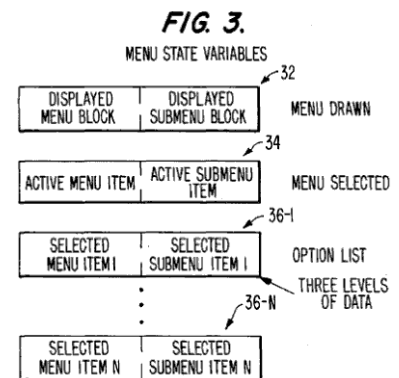 FIG. 3.
MENU STATE VARIABLES
32
DISPLAYED MENU BLOCK
DISPLAYED SUBMENU BLOCK
MENU DRAWN
34
ACTIVE MENU ITEM
ACTIVE SUBMENU ITEM
MENU SELECTED
36-1
SELECTED MENU ITEM 1
SELECTED SUBMENU ITEM 1
OPTION LIST
THREE LEVELS OF DATA
36-N
SELECTED MENU ITEM N
SELECTED SUBMENU ITEM N